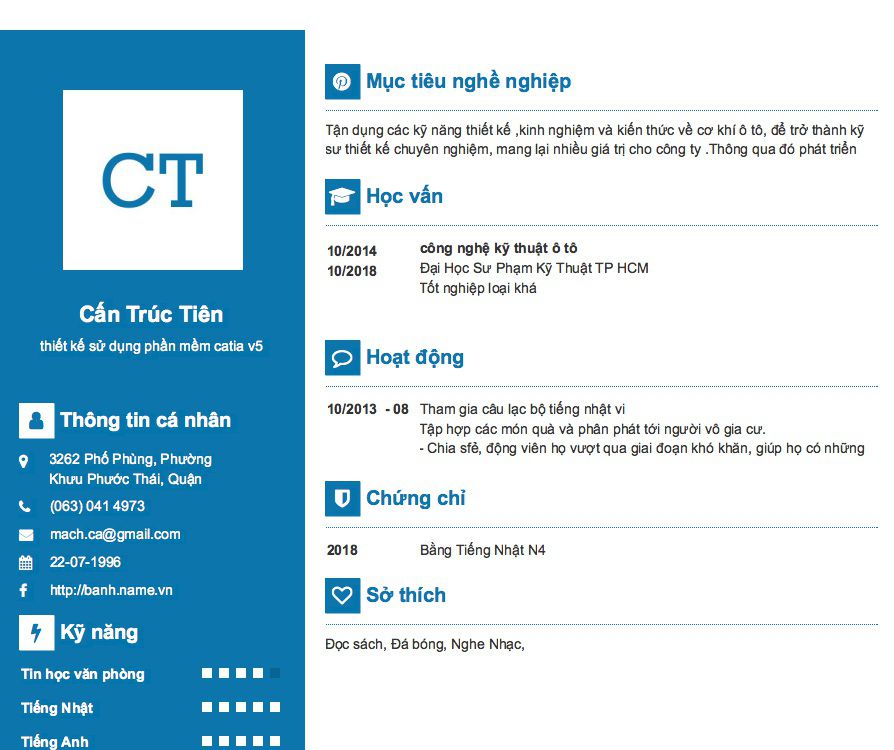 CT
Cấn Trúc Tiên
thiết kế sử dụng phần mềm catia v5
Thông tin cá nhân
3262 Phố Phùng, Phường
Khưu Phước Thái, Quận
(063) 041 4973
mach.ca@gmail.com
22-07-1996
http://banh.name.vn
Kỹ năng
Tin học văn phòng
Tiếng Nhật
Tiếng Anh
Mục tiêu nghề nghiệp
Tận dụng các kỹ năng thiết kế ,kinh nghiệm và kiến thức về cơ khí ô tô, để trở thành kỹ
sư thiết kế chuyên nghiệm, mang lại nhiều giá trị cho công ty .Thông qua đó phát triển
Học vấn
10/2014
10/2018
công nghệ kỹ thuật ô tô
Đại Học Sư Phạm Kỹ Thuật TP HCM
Tốt nghiệp loại khá
Hoạt động
10/2013 - 08 Tham gia câu lạc bộ tiếng nhật vi
Tập hợp các món quà và phân phát tới người vô gia cư.
- Chia sfẻ, động viên họ vượt qua giai đoạn khó khăn, giúp họ có những
Chứng chỉ
2018 Bằng Tiếng Nhật N4
Sở thích
Đọc sách, Đá bóng, Nghe Nhạc,